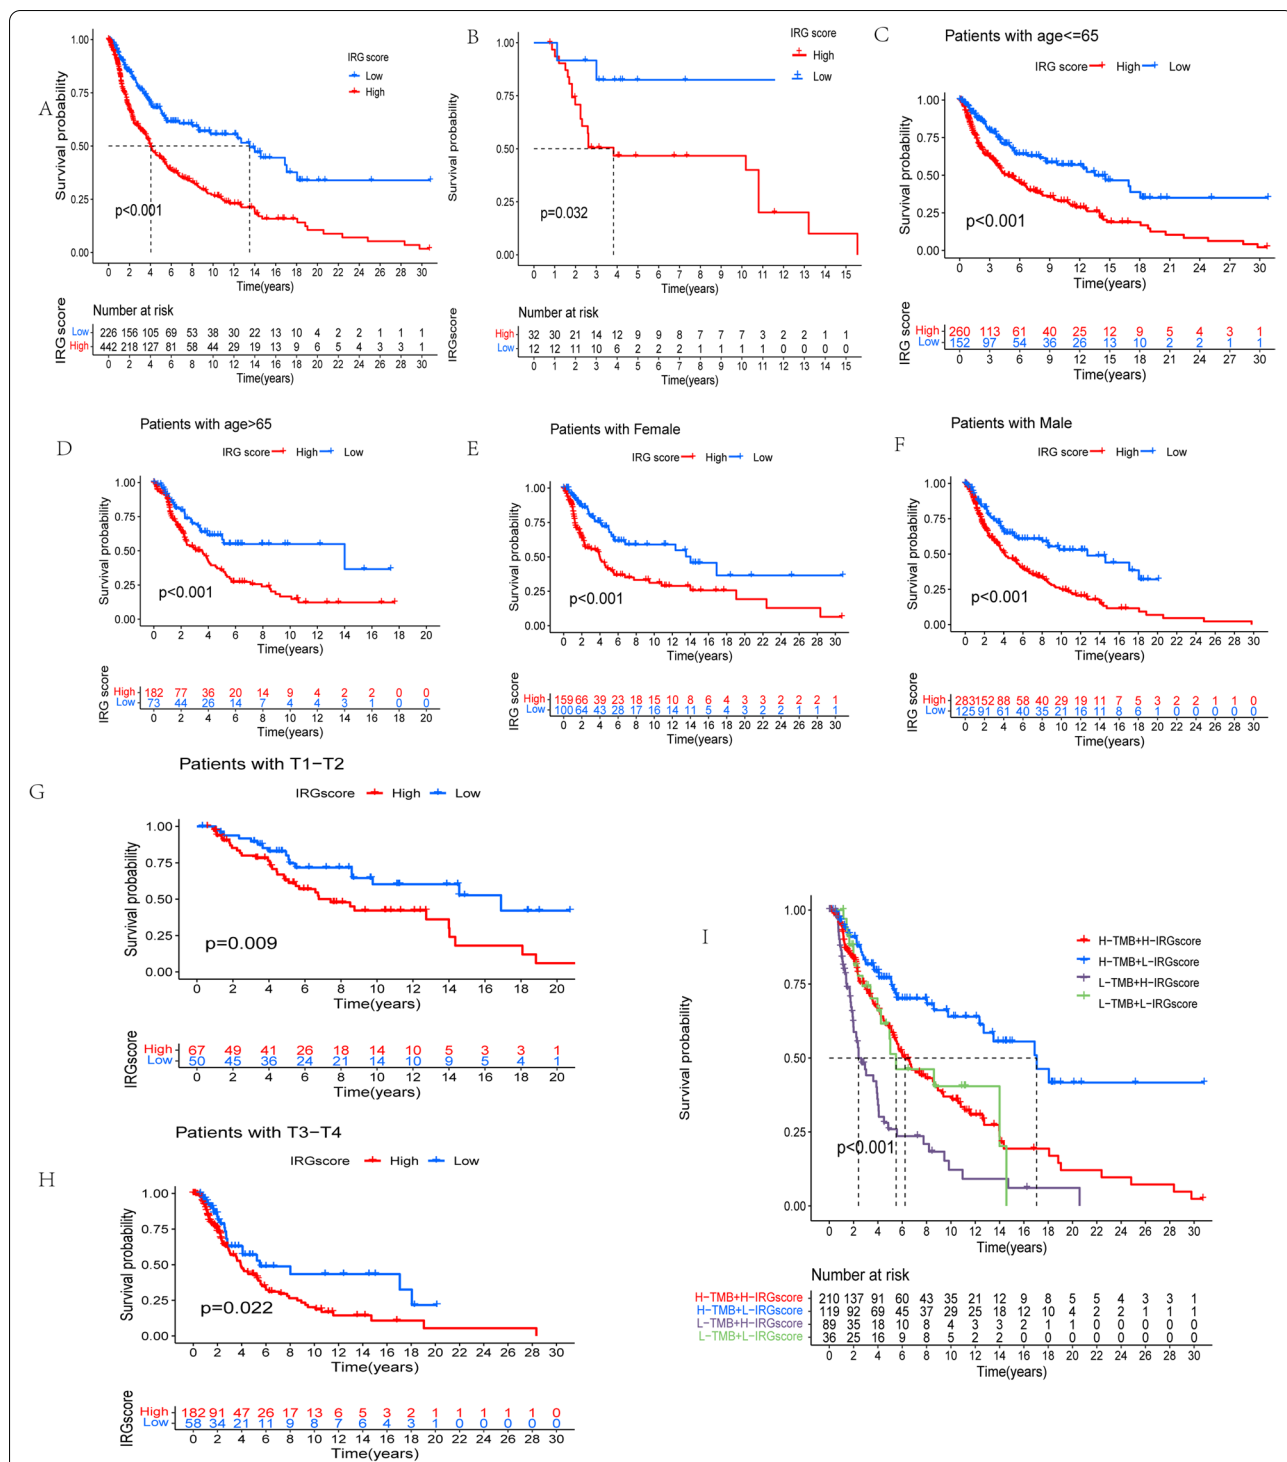 A
IRG score
Low
High
Survival probability
1.00
0.75
0.50
0.25
0.00
p<0.001
0 2 4 6 8 10 12 14 16 18 20 22 24 26 28 30
Time(years)
IRGscore
Number at risk
Low 226 156 105 69 53 38 30 22 13 10 4 2 2 1 1 1
High 442 218 127 81 58 44 29 19 13 9 6 5 4 3 3 1
0 2 4 6 8 10 12 14 16 18 20 22 24 26 28 30
Time(years)
B
IRG score
High
Low
Survival probability
1.00
0.75
0.50
0.25
0.00
p=0.032
0 1 2 3 4 5 6 7 8 9 10 11 12 13 14 15
Time(years)
IRGscore
Number at risk
High 32 30 21 14 12 9 9 8 7 7 7 3 2 2 1 1
Low 12 12 11 10 6 2 2 2 1 1 1 1 0 0 0 0
0 1 2 3 4 5 6 7 8 9 10 11 12 13 14 15
Time(years)
C
Patients with age<=65
IRG score High Low
Survival probability
1.00
0.75
0.50
0.25
0.00
p<0.001
0 3 6 9 12 15 18 21 24 27 30
Time(years)
IRG score
High 260 113 61 40 25 12 9 5 4 3 1
Low 152 97 54 36 26 13 10 2 2 1 1
0 3 6 9 12 15 18 21 24 27 30
Time(years)
D
Patients with age>65
IRG score High Low
Survival probability
1.00
0.75
0.50
0.25
0.00
p<0.001
0 2 4 6 8 10 12 14 16 18 20
Time(years)
IRG score
High 182 77 36 20 14 9 4 2 2 0 0
Low 73 44 26 14 7 4 4 3 1 0 0
0 2 4 6 8 10 12 14 16 18 20
Time(years)
E
Patients with Female
IRG score High Low
Survival probability
1.00
0.75
0.50
0.25
0.00
p<0.001
0 2 4 6 8 10 12 14 16 18 20 22 24 26 28 30
Time(years)
IRG score
High 159 66 39 23 18 15 10 8 6 4 3 3 2 2 2 1
Low 100 64 43 28 17 16 14 11 5 4 3 2 2 1 1 1
0 2 4 6 8 10 12 14 16 18 20 22 24 26 28 30
Time(years)
F
Patients with Male
IRG score High Low
Survival probability
1.00
0.75
0.50
0.25
0.00
p<0.001
0 2 4 6 8 10 12 14 16 18 20 22 24 26 28 30
Time(years)
IRG score
High 283 152 88 58 40 29 19 11 7 5 3 2 2 1 1 0
Low 125 91 61 40 35 21 16 11 8 6 1 0 0 0 0 0
0 2 4 6 8 10 12 14 16 18 20 22 24 26 28 30
Time(years)
G
Patients with T1−T2
IRGscore High Low
Survival probability
1.00
0.75
0.50
0.25
0.00
p=0.009
0 2 4 6 8 10 12 14 16 18 20
Time(years)
IRGscore
High 67 49 41 26 18 14 10 5 3 3 1
Low 50 45 36 24 21 14 10 9 5 4 1
0 2 4 6 8 10 12 14 16 18 20
Time(years)
H
Patients with T3−T4
IRGscore High Low
Survival probability
1.00
0.75
0.50
0.25
0.00
p=0.022
0 2 4 6 8 10 12 14 16 18 20 22 24 26 28 30
Time(years)
IRGscore
High 182 91 47 26 17 13 6 5 3 2 1 1 1 1 1 0
Low 58 34 21 11 9 8 7 6 4 3 1 0 0 0 0 0
0 2 4 6 8 10 12 14 16 18 20 22 24 26 28 30
Time(years)
I
H−TMB+H−IRGscore
H−TMB+L−IRGscore
L−TMB+H−IRGscore
L−TMB+L−IRGscore
Survival probability
1.00
0.75
0.50
0.25
0.00
p<0.001
0 2 4 6 8 10 12 14 16 18 20 22 24 26 28 30
Time(years)
Number at risk
H−TMB+H−IRGscore 210 137 91 60 43 35 21 12 9 8 5 5 4 3 3 1
H−TMB+L−IRGscore 119 92 69 45 37 29 25 18 12 10 4 2 2 1 1 1
L−TMB+H−IRGscore 89 35 18 10 8 4 3 3 2 1 1 0 0 0 0 0
L−TMB+L−IRGscore 36 25 16 9 8 5 2 2 0 0 0 0 0 0 0 0
0 2 4 6 8 10 12 14 16 18 20 22 24 26 28 30
Time(years)